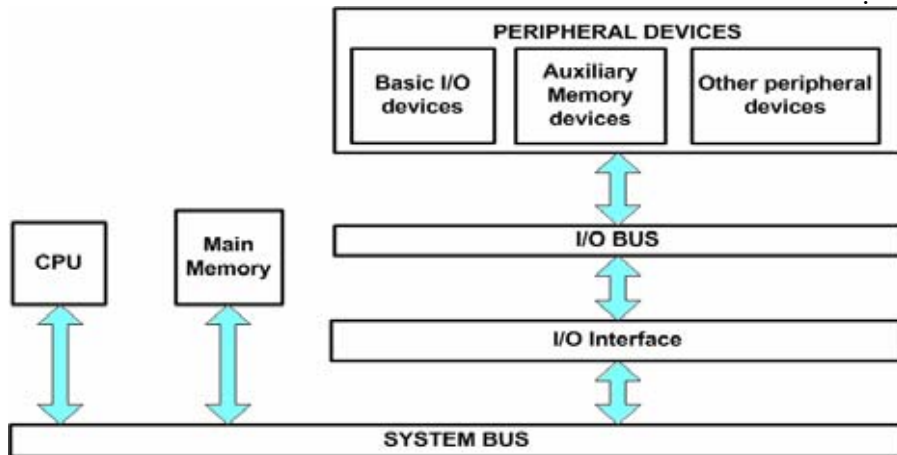 PERIPHERAL DEVICES
Basic I/O
devices
Auxiliary
Memory
devices
Other peripheral
devices
I/O BUS
CPU
Main
Memory
I/O Interface
SYSTEM BUS